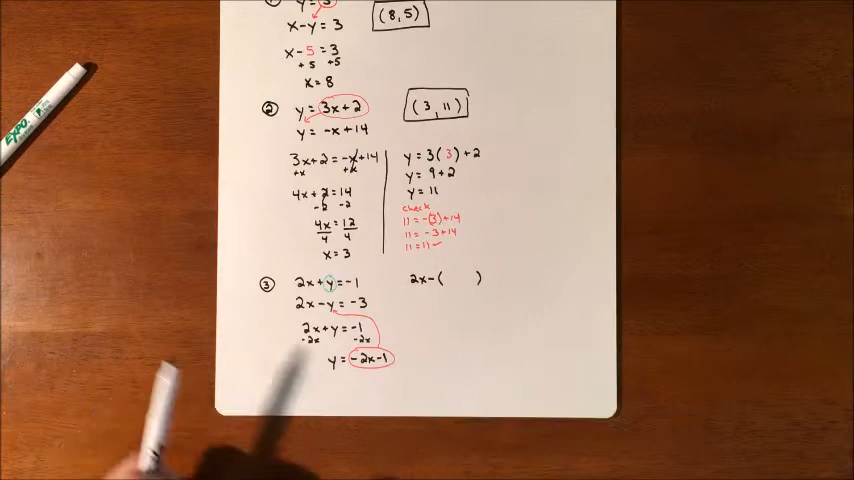 x-y=3
(8,5)
x-5=3
+5 +5
x=8
② y=3x+2
(3,11)
y=-x+14
3x+2=-x+14
+x +x
4x+2=14
-2 -2
4x=12
4 4
x=3
y=3(3)+2
y=9+2
y=11
check
11=-(3)+14
11=-3+14
11=11✓
③ 2x+y=-1
2x-( )
2x-y=-3
2x+y=-1
-2x -2x
y=-2x-1
EXPO